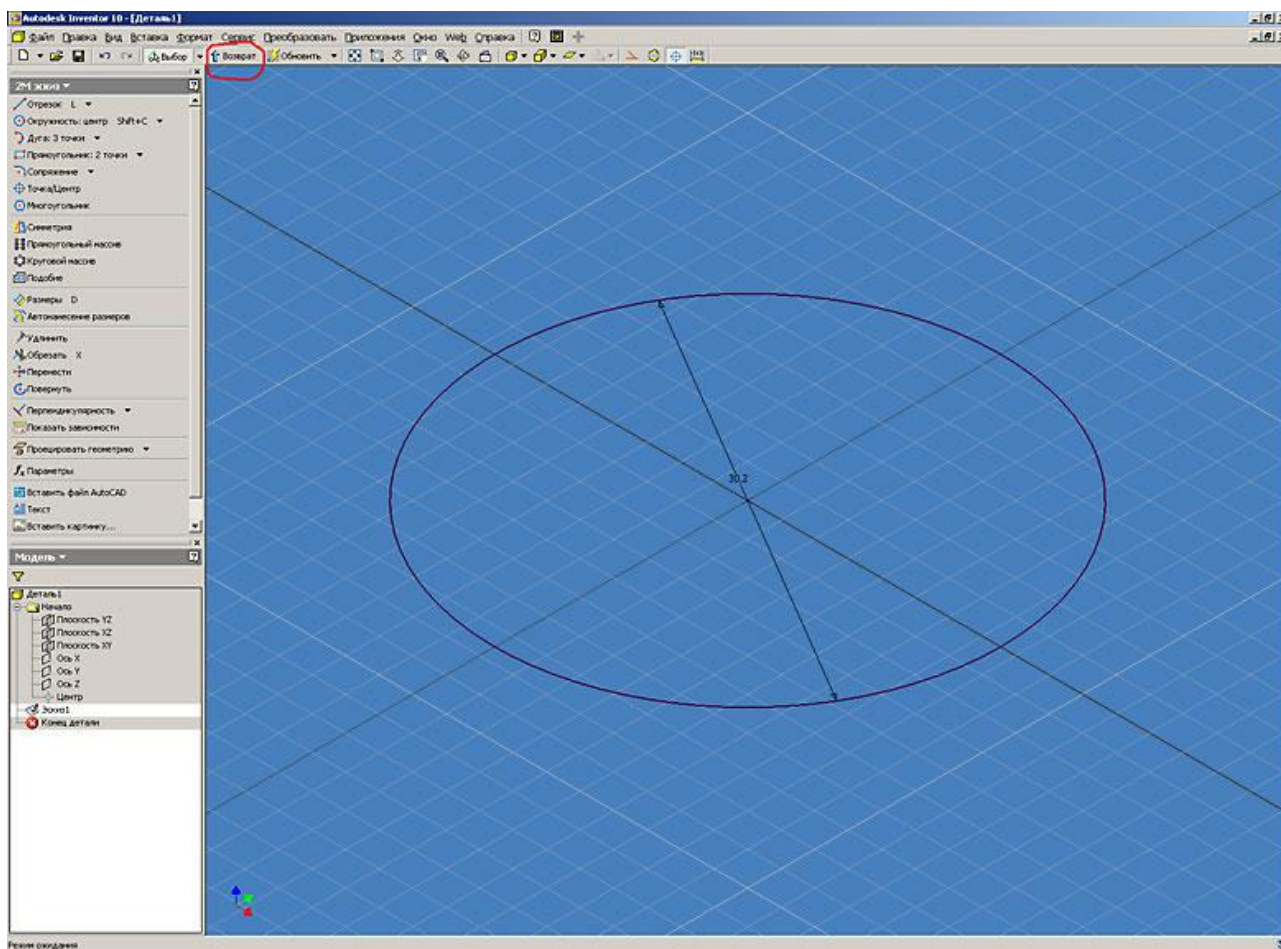 Autodesk Inventor 10 - [Деталь1]
Файл Правка Вид Вставка Формат Сервис Преобразовать Приложения Окно Web Справка
Выбор Возврат Обновить
2М эскиз
Отрезок L
Окружность: центр Shift+C
Дуга: 3 точки
Прямоугольник: 2 точки
Сопряжение
Точка/Центр
Многоугольник
Симметрия
Прямоугольный массив
Круговой массив
Подобие
Размеры D
Автонанесение размеров
Удлинить
Обрезать X
Перенести
Повернуть
Перпендикулярность
Показать зависимости
Проецировать геометрию
Параметры
Вставить файл AutoCAD
Текст
Вставить картинку...
Модель
Деталь1
Начало
Плоскость YZ
Плоскость XZ
Плоскость XY
Ось X
Ось Y
Ось Z
Центр
Эскиз1
Конец детали
30,2
Режим ожидания